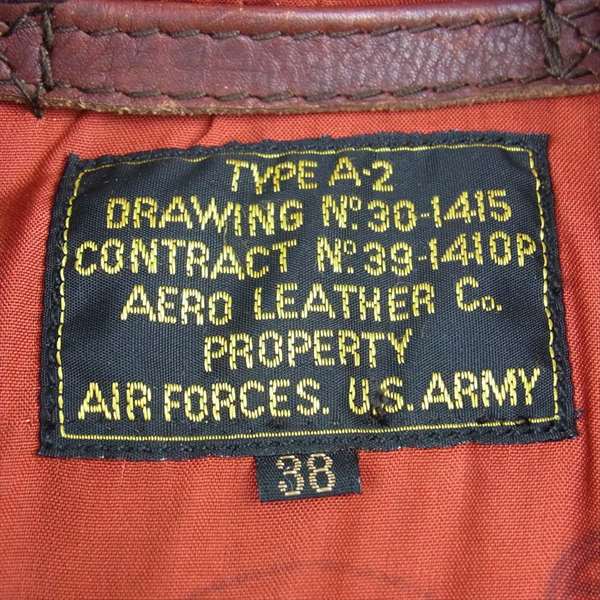 TYPE A-2
DRAWING Nº.30-1415
CONTRACT Nº.39-1410P
AERO LEATHER Co.
PROPERTY
AIR FORCES. U.S. ARMY
38